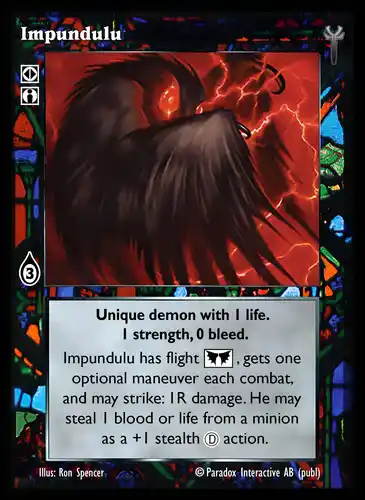 Impundulu
3
Unique demon with 1 life.
1 strength, 0 bleed.
Impundulu has flight , gets one
optional maneuver each combat,
and may strike: 1R damage. He may
steal 1 blood or life from a minion
as a +1 stealth D action.
Illus: Ron Spencer © Paradox Interactive AB (publ)